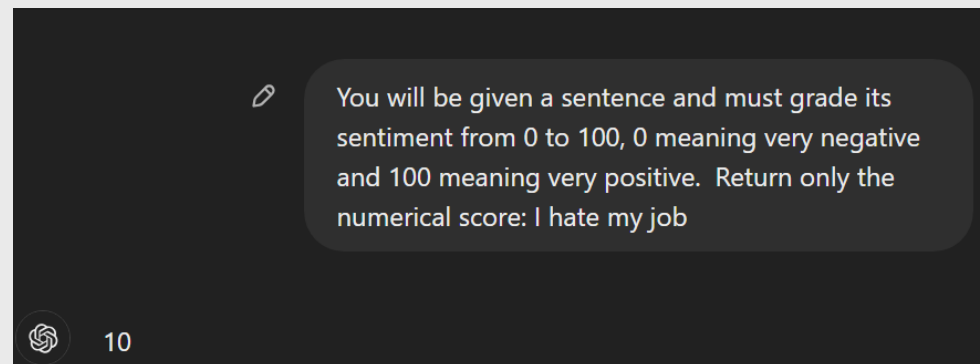 You will be given a sentence and must grade its
sentiment from 0 to 100, 0 meaning very negative
and 100 meaning very positive.  Return only the
numerical score: I hate my job
10